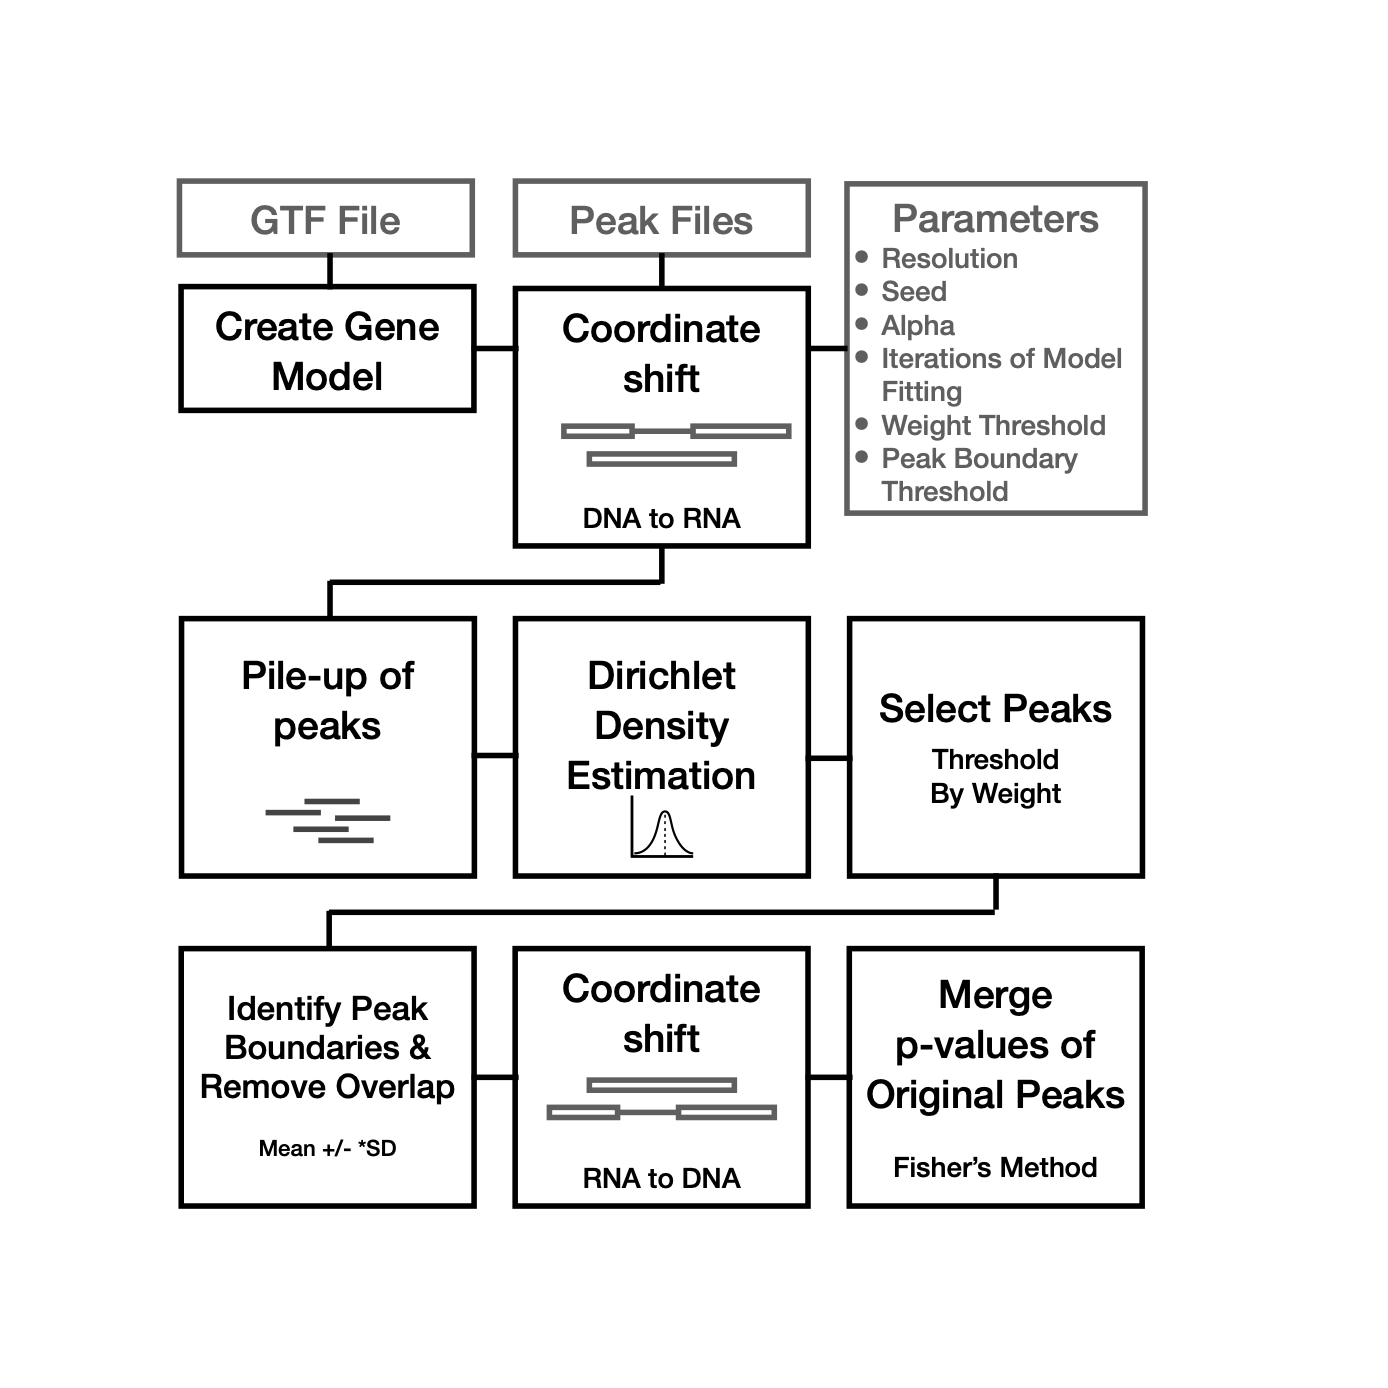 GTF File
Peak Files
Parameters
• Resolution
• Seed
• Alpha
• Iterations of Model
Fitting
• Weight Threshold
• Peak Boundary
Threshold
Create Gene
Model
Coordinate
shift
DNA to RNA
Pile-up of
peaks
Dirichlet
Density
Estimation
Select Peaks
Threshold
By Weight
Identify Peak
Boundaries &
Remove Overlap
Mean +/- *SD
Coordinate
shift
RNA to DNA
Merge
p-values of
Original Peaks
Fisher’s Method